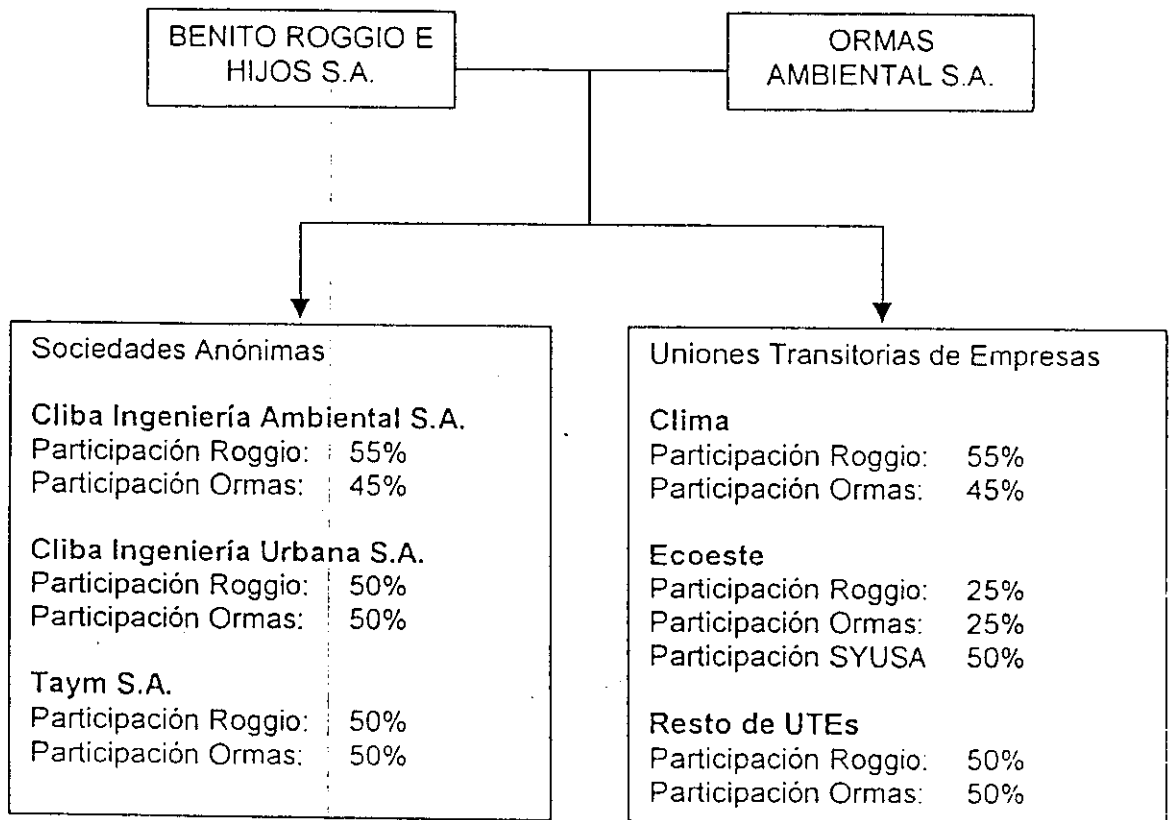 BENITO ROGGIO E
HIJOS S.A.
ORMAS
AMBIENTAL S.A.
Sociedades Anónimas
Cliba Ingeniería Ambiental S.A.
Participación Roggio: 55%
Participación Ormas: 45%
Cliba Ingeniería Urbana S.A.
Participación Roggio: 50%
Participación Ormas: 50%
Taym S.A.
Participación Roggio: 50%
Participación Ormas: 50%
Uniones Transitorias de Empresas
Clima
Participación Roggio: 55%
Participación Ormas: 45%
Ecoeste
Participación Roggio: 25%
Participación Ormas: 25%
Participación SYUSA 50%
Resto de UTEs
Participación Roggio: 50%
Participación Ormas: 50%